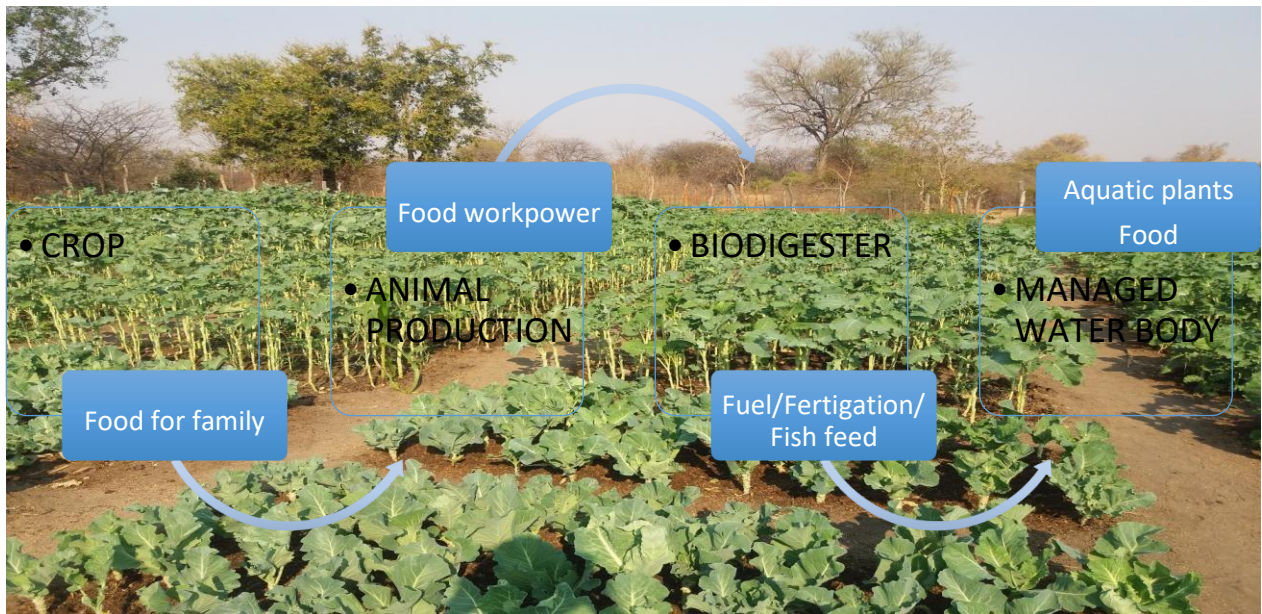 • CROP
Food for family
Food workpower
• ANIMAL
PRODUCTION
• BIODIGESTER
Fuel/Fertigation/
Fish feed
Aquatic plants
Food
• MANAGED
WATER BODY